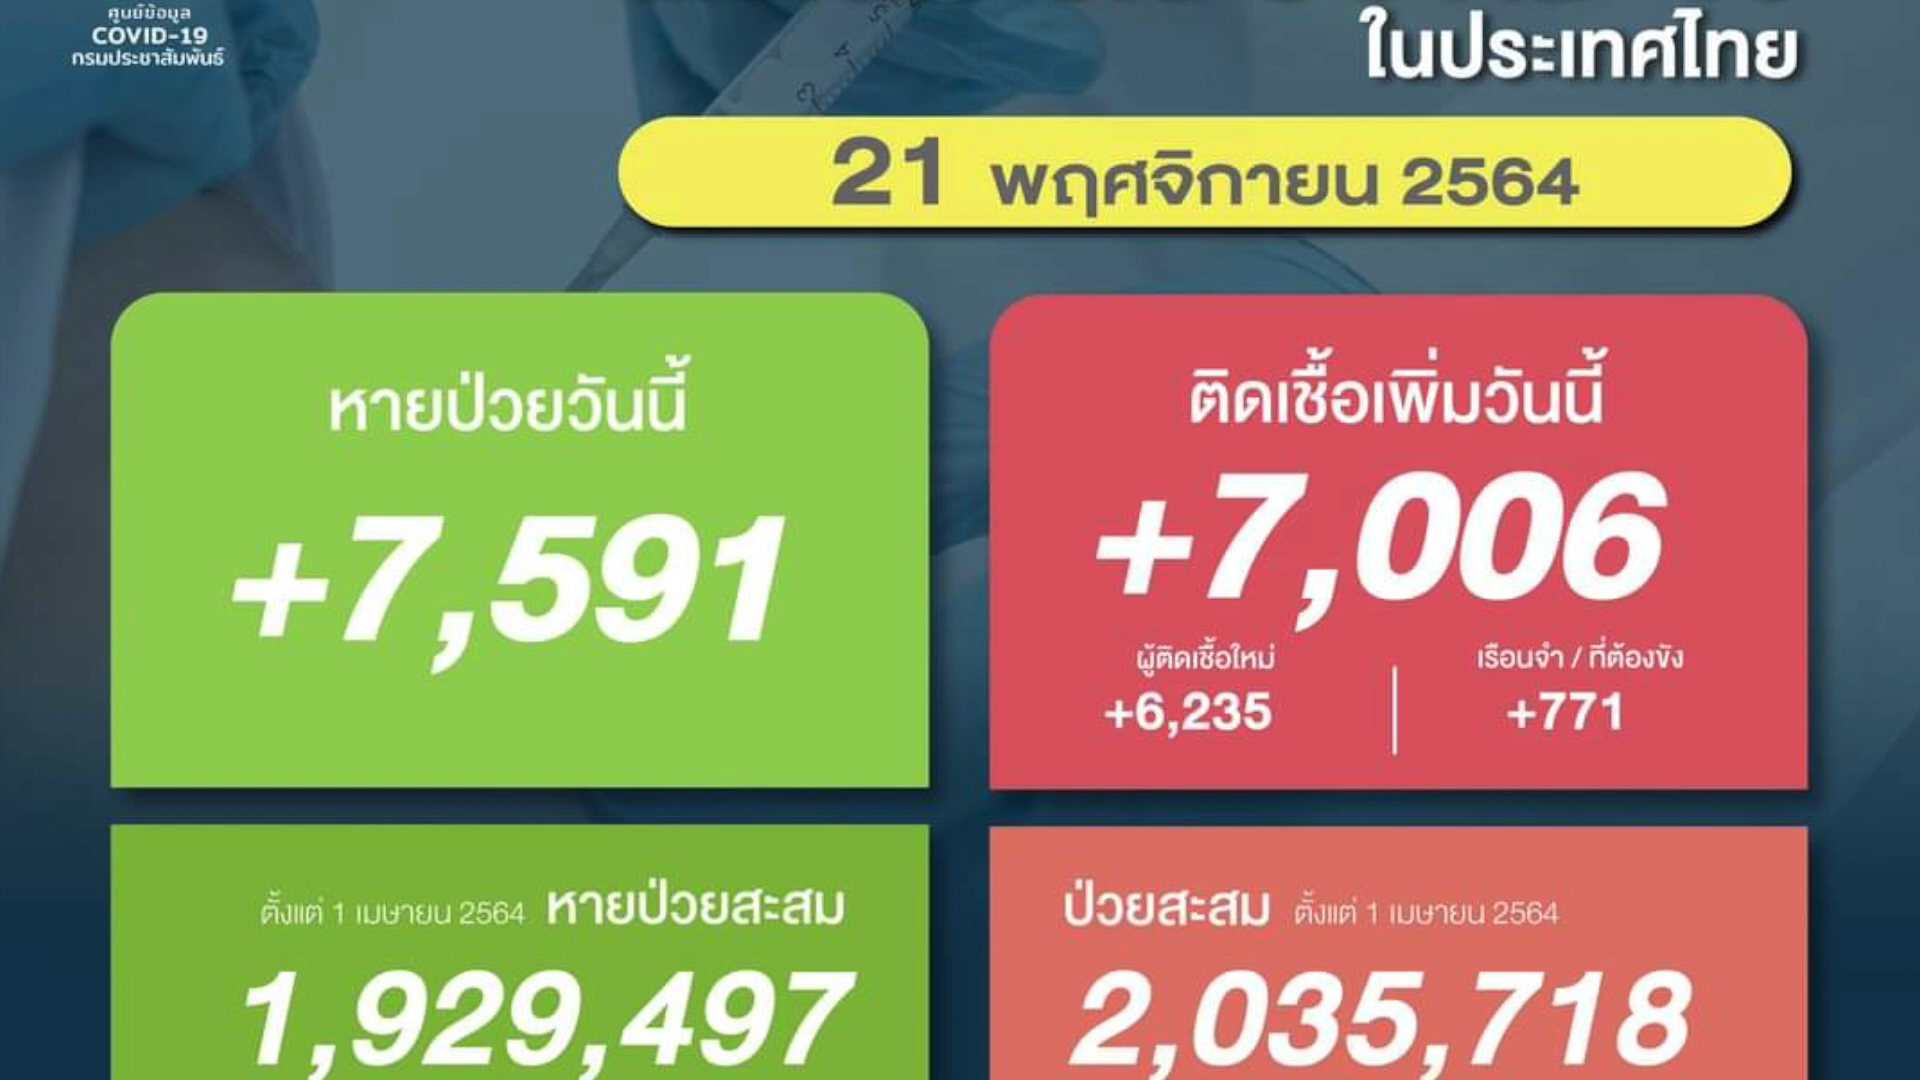 ศูนย์ข้อมูล
COVID-19
กรมประชาสัมพันธ์
ในประเทศไทย
21 พฤศจิกายน 2564
หายป่วยวันนี้
+7,591
ติดเชื้อเพิ่มวันนี้
+7,006
ผู้ติดเชื้อใหม่
+6,235
เรือนจำ / ที่ต้องขัง
+771
ตั้งแต่ 1 เมษายน 2564 หายป่วยสะสม
1,929,497
ป่วยสะสม ตั้งแต่ 1 เมษายน 2564
2,035,718